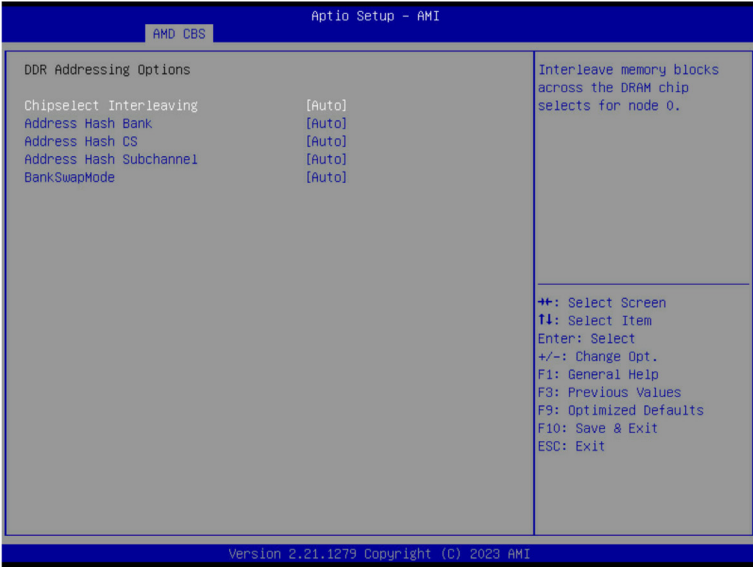 Aptio Setup – AMI
AMD CBS
DDR Addressing Options
Chipselect Interleaving [Auto]
Address Hash Bank [Auto]
Address Hash CS [Auto]
Address Hash Subchannel [Auto]
BankSwapMode [Auto]
Interleave memory blocks
across the DRAM chip
selects for node 0.
→←: Select Screen
↑↓: Select Item
Enter: Select
+/-: Change Opt.
F1: General Help
F3: Previous Values
F9: Optimized Defaults
F10: Save & Exit
ESC: Exit
Version 2.21.1279 Copyright (C) 2023 AMI